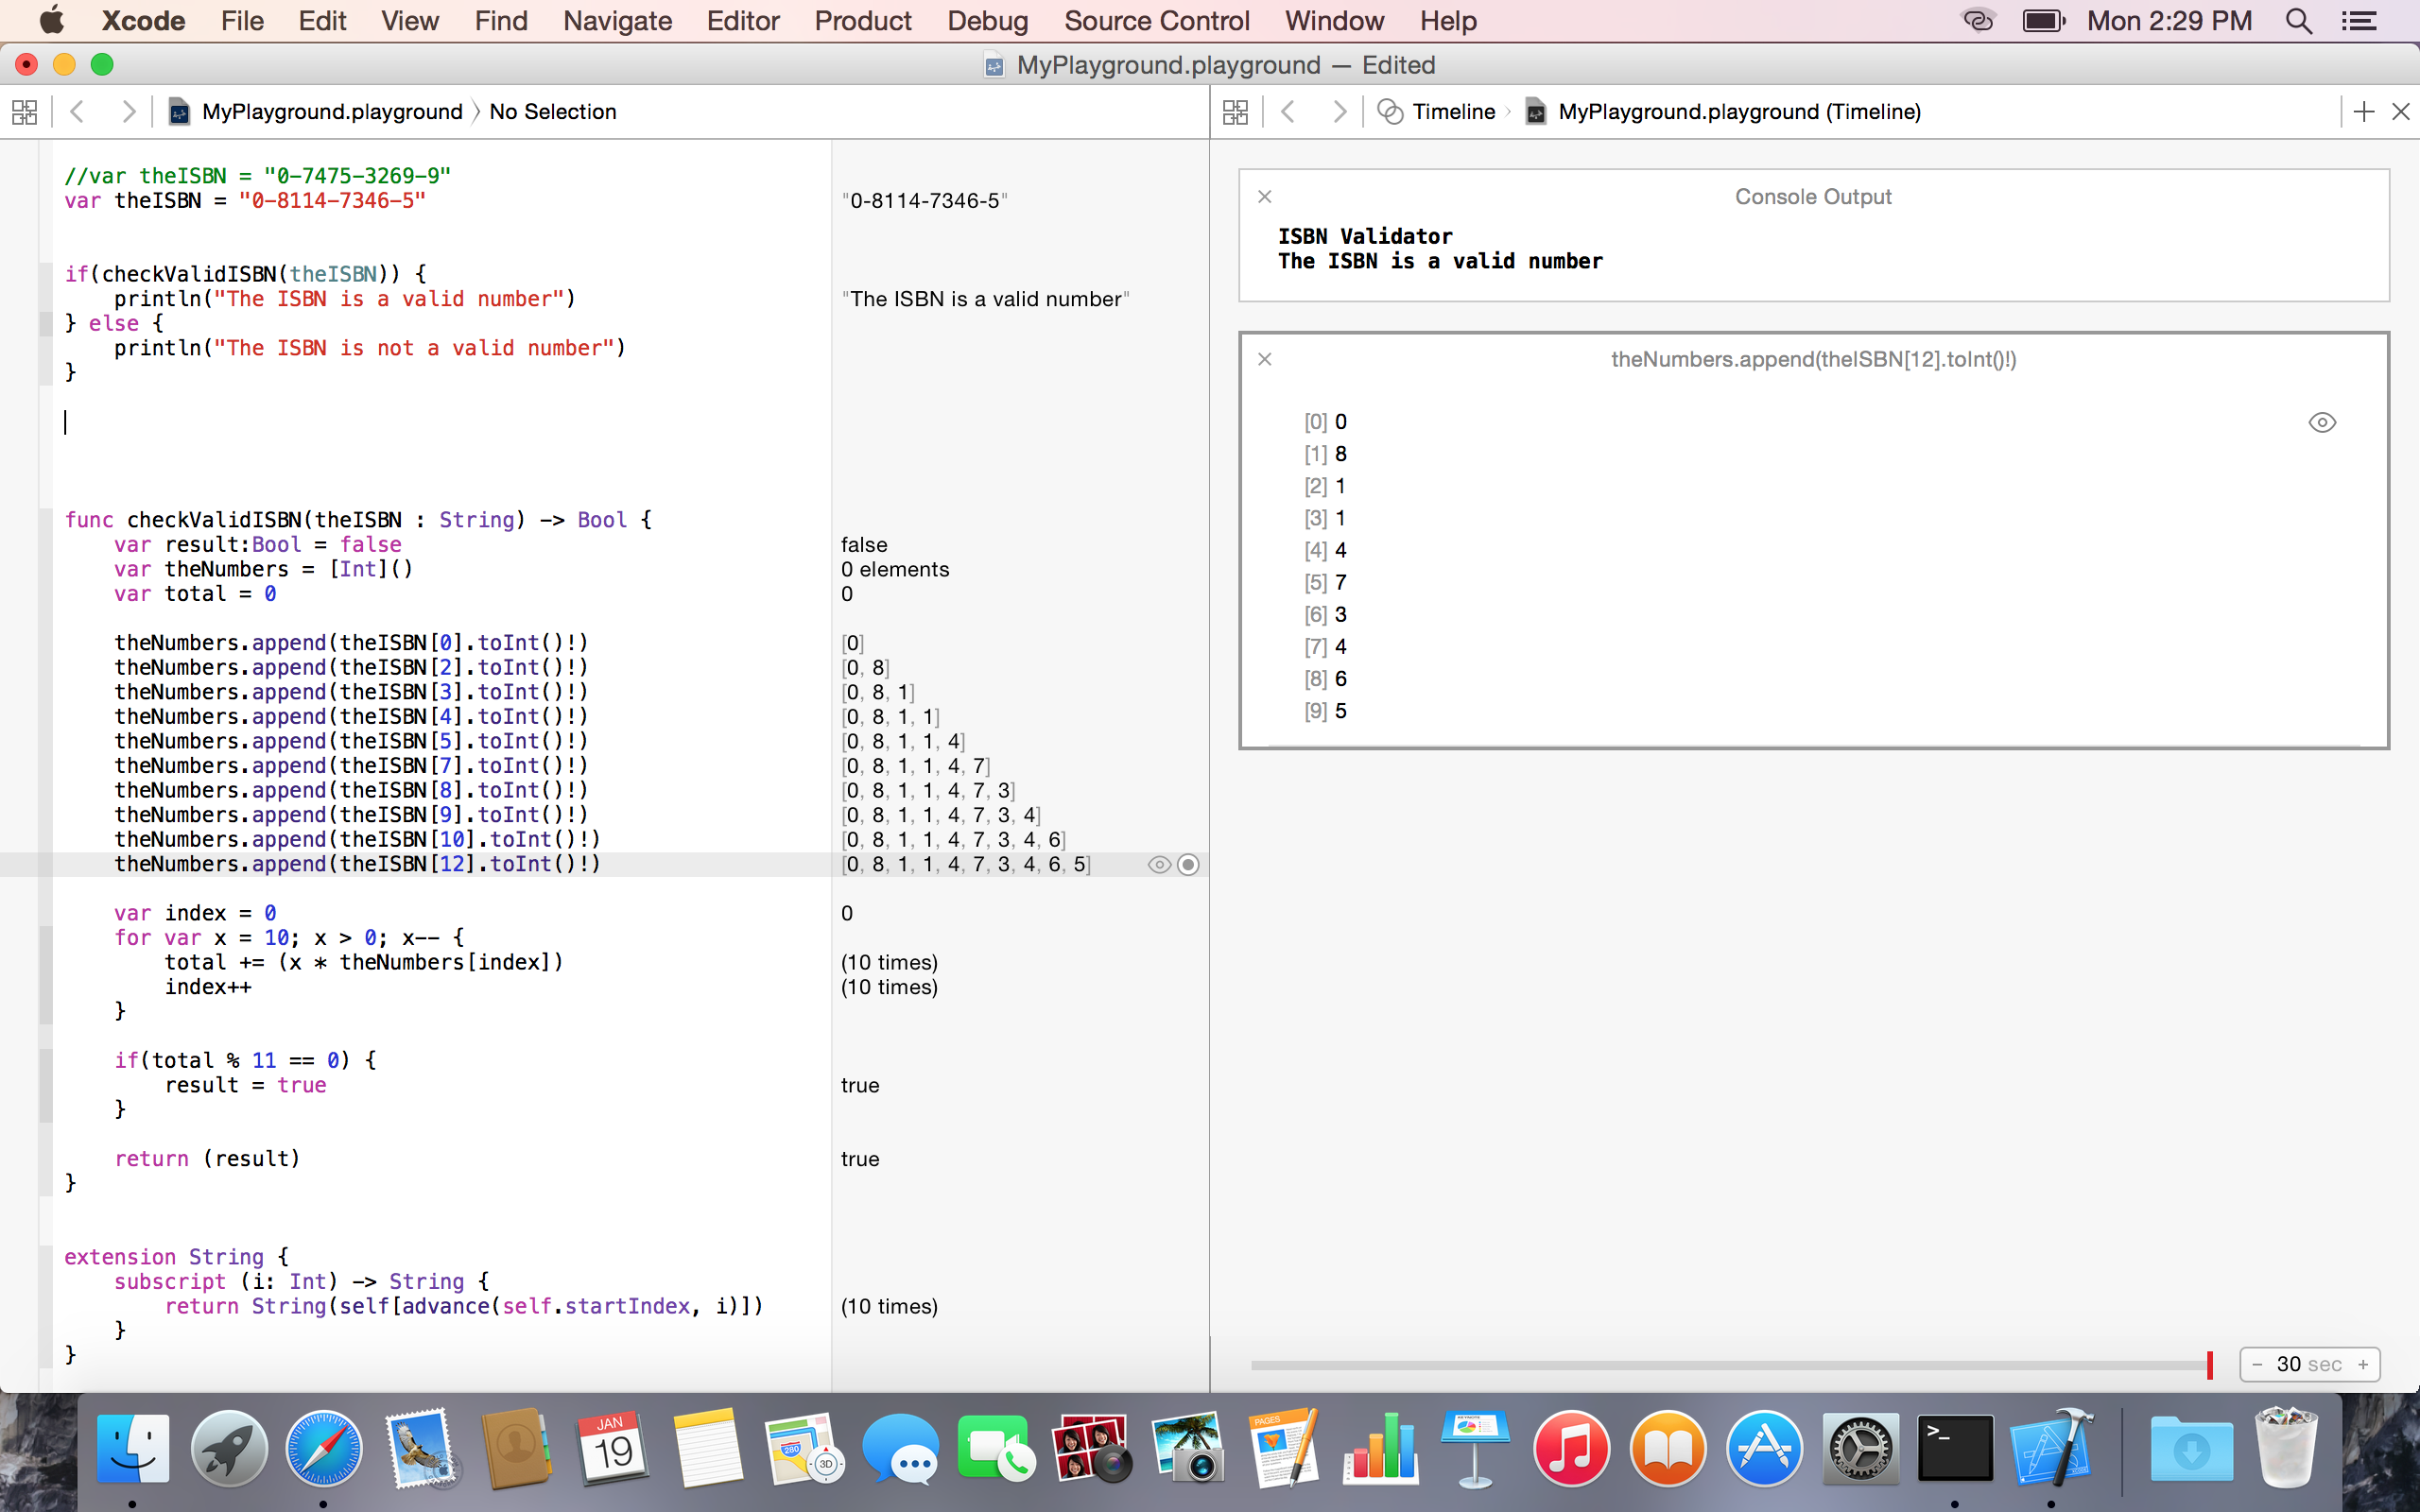 Xcode File Edit View Find Navigate Editor Product Debug Source Control Window Help Mon 2:29 PM
MyPlayground.playground — Edited
MyPlayground.playground No Selection
//var theISBN = "0-7475-3269-9"
var theISBN = "0-8114-7346-5"
if(checkValidISBN(theISBN)) {
println("The ISBN is a valid number")
} else {
println("The ISBN is not a valid number")
}
func checkValidISBN(theISBN : String) -> Bool {
var result:Bool = false
var theNumbers = [Int]()
var total = 0
theNumbers.append(theISBN[0].toInt()!)
theNumbers.append(theISBN[2].toInt()!)
theNumbers.append(theISBN[3].toInt()!)
theNumbers.append(theISBN[4].toInt()!)
theNumbers.append(theISBN[5].toInt()!)
theNumbers.append(theISBN[7].toInt()!)
theNumbers.append(theISBN[8].toInt()!)
theNumbers.append(theISBN[9].toInt()!)
theNumbers.append(theISBN[10].toInt()!)
theNumbers.append(theISBN[12].toInt()!)
var index = 0
for var x = 10; x > 0; x-- {
total += (x * theNumbers[index])
index++
}
if(total % 11 == 0) {
result = true
}
return (result)
}
extension String {
subscript (i: Int) -> String {
return String(self[advance(self.startIndex, i)])
}
}
"0-8114-7346-5"
"The ISBN is a valid number"
false
0 elements
0
[0]
[0, 8]
[0, 8, 1]
[0, 8, 1, 1]
[0, 8, 1, 1, 4]
[0, 8, 1, 1, 4, 7]
[0, 8, 1, 1, 4, 7, 3]
[0, 8, 1, 1, 4, 7, 3, 4]
[0, 8, 1, 1, 4, 7, 3, 4, 6]
[0, 8, 1, 1, 4, 7, 3, 4, 6, 5]
0
(10 times)
(10 times)
true
true
(10 times)
Timeline MyPlayground.playground (Timeline)
Console Output
ISBN Validator
The ISBN is a valid number
theNumbers.append(theISBN[12].toInt()!)
[0] 0
[1] 8
[2] 1
[3] 1
[4] 4
[5] 7
[6] 3
[7] 4
[8] 6
[9] 5
− 30 sec +
JAN
19
280
3D
PAGES
>_